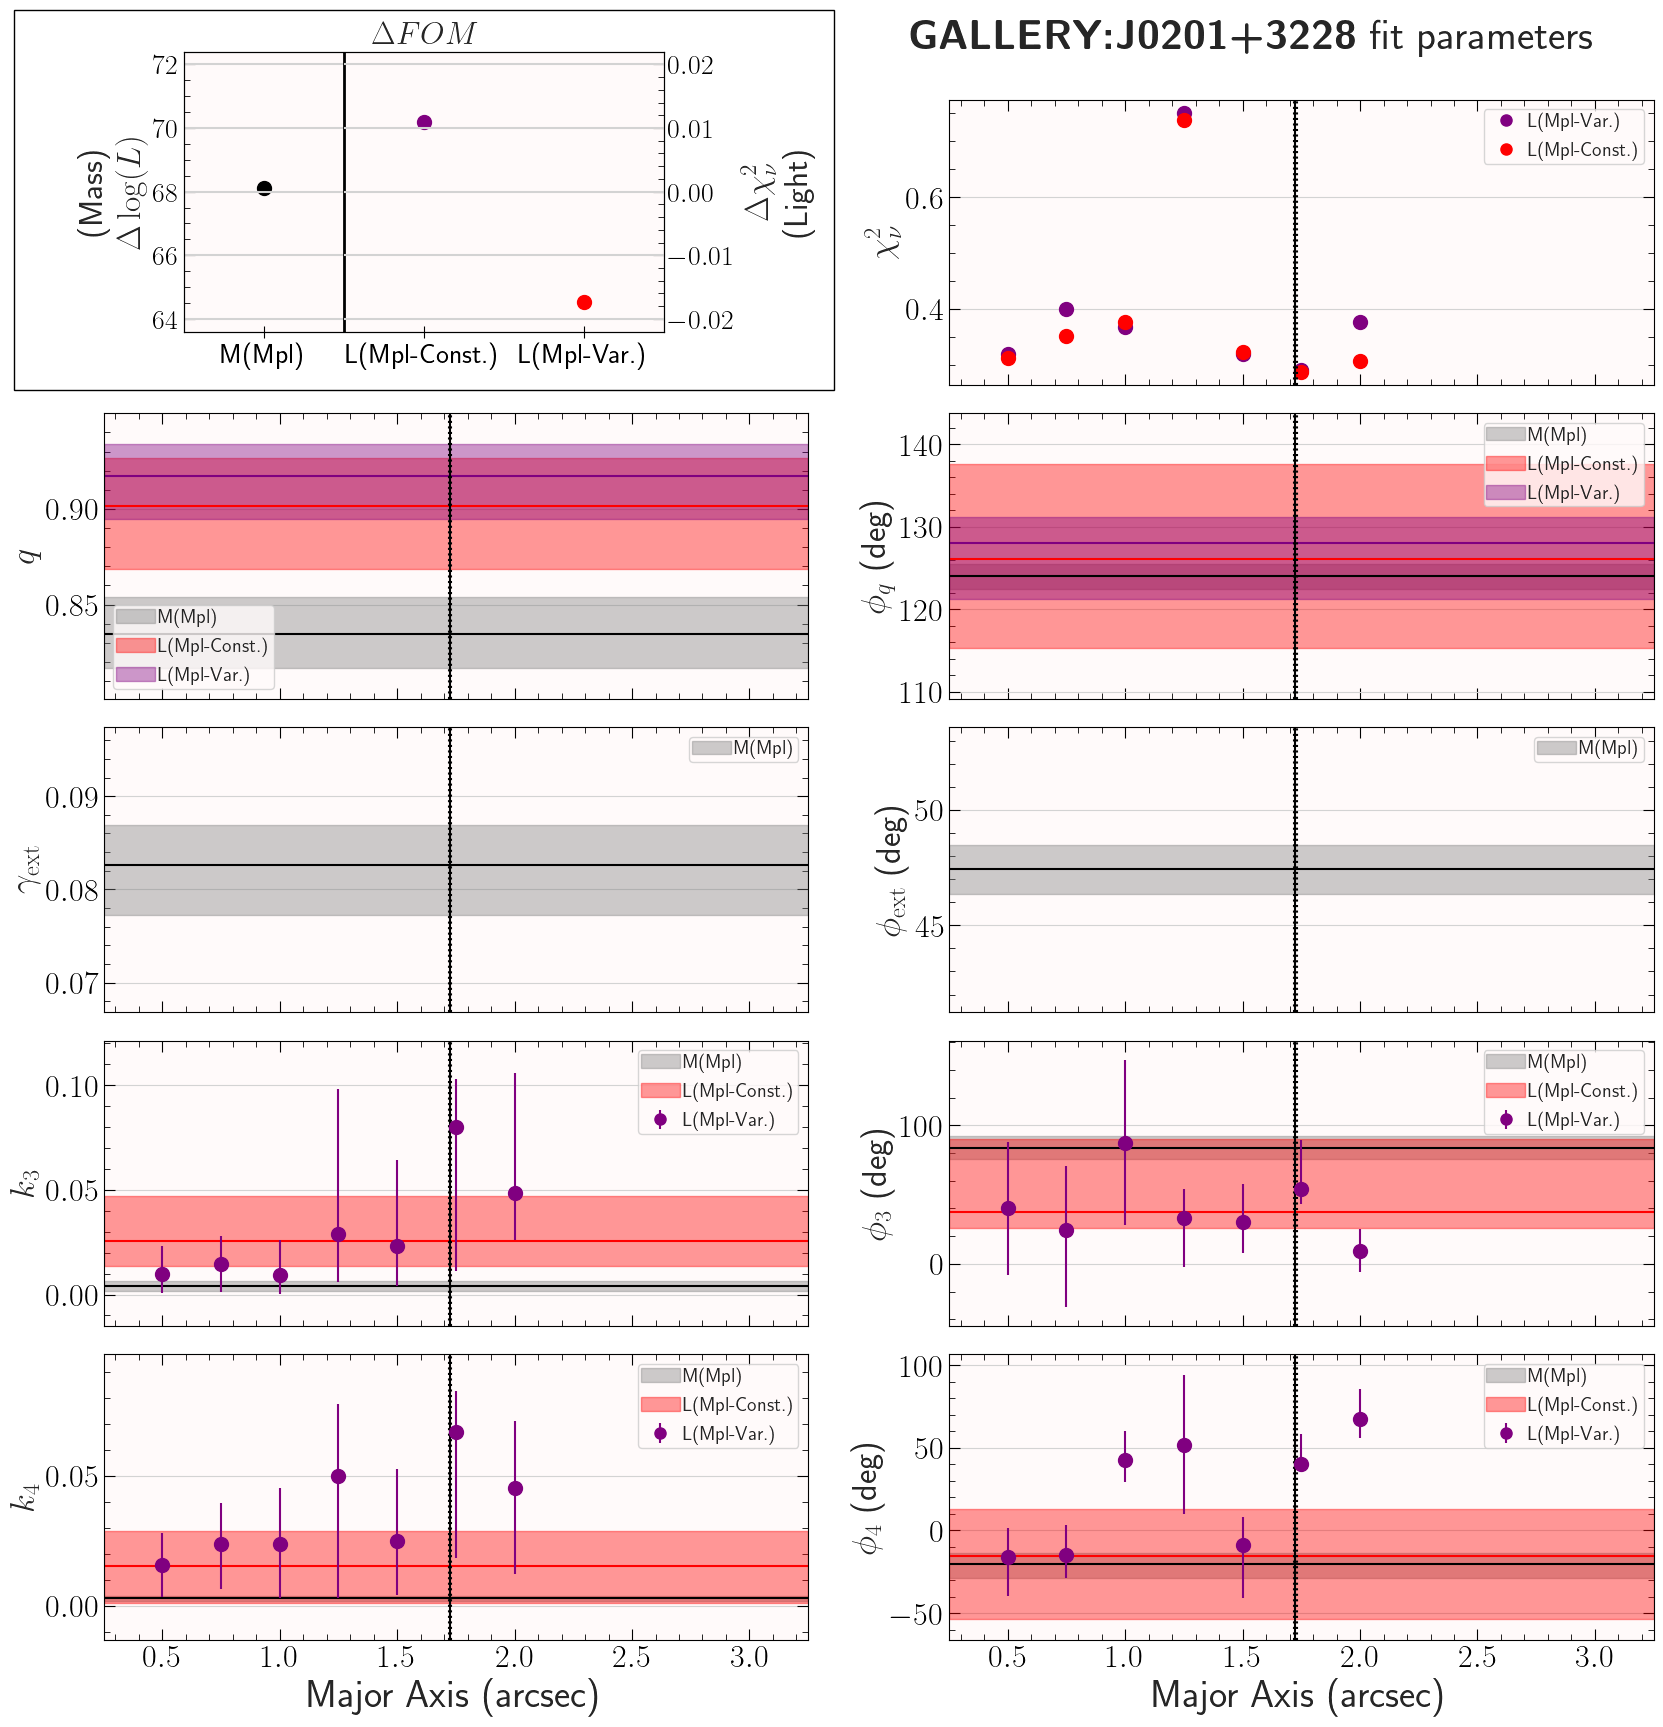 ΔFOM
GALLERY:J0201+3228 fit parameters
72
70
68
66
64
(Mass)
Δ log(L)
0.02
0.01
0.00
−0.01
−0.02
Δχ²ᵥ
(Light)
M(Mpl)
L(Mpl-Const.)
L(Mpl-Var.)
χ²ᵥ
0.6
0.4
L(Mpl-Var.)
L(Mpl-Const.)
q
0.90
0.85
M(Mpl)
L(Mpl-Const.)
L(Mpl-Var.)
ϕq (deg)
140
130
120
110
M(Mpl)
L(Mpl-Const.)
L(Mpl-Var.)
γext
0.09
0.08
0.07
M(Mpl)
ϕext (deg)
50
45
M(Mpl)
k3
0.10
0.05
0.00
M(Mpl)
L(Mpl-Const.)
L(Mpl-Var.)
ϕ3 (deg)
100
0
M(Mpl)
L(Mpl-Const.)
L(Mpl-Var.)
k4
0.05
0.00
M(Mpl)
L(Mpl-Const.)
L(Mpl-Var.)
0.5 1.0 1.5 2.0 2.5 3.0
Major Axis (arcsec)
ϕ4 (deg)
100
50
0
−50
M(Mpl)
L(Mpl-Const.)
L(Mpl-Var.)
0.5 1.0 1.5 2.0 2.5 3.0
Major Axis (arcsec)